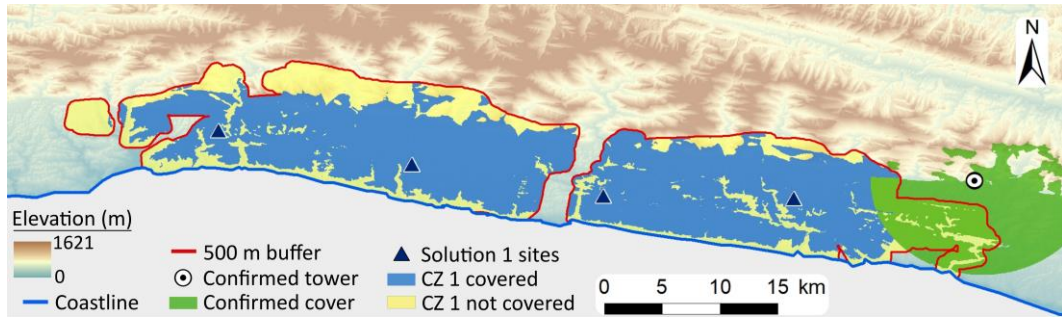 N
Elevation (m)
1621
0
Coastline
500 m buffer
Confirmed tower
Confirmed cover
Solution 1 sites
CZ 1 covered
CZ 1 not covered
0 5 10 15 km